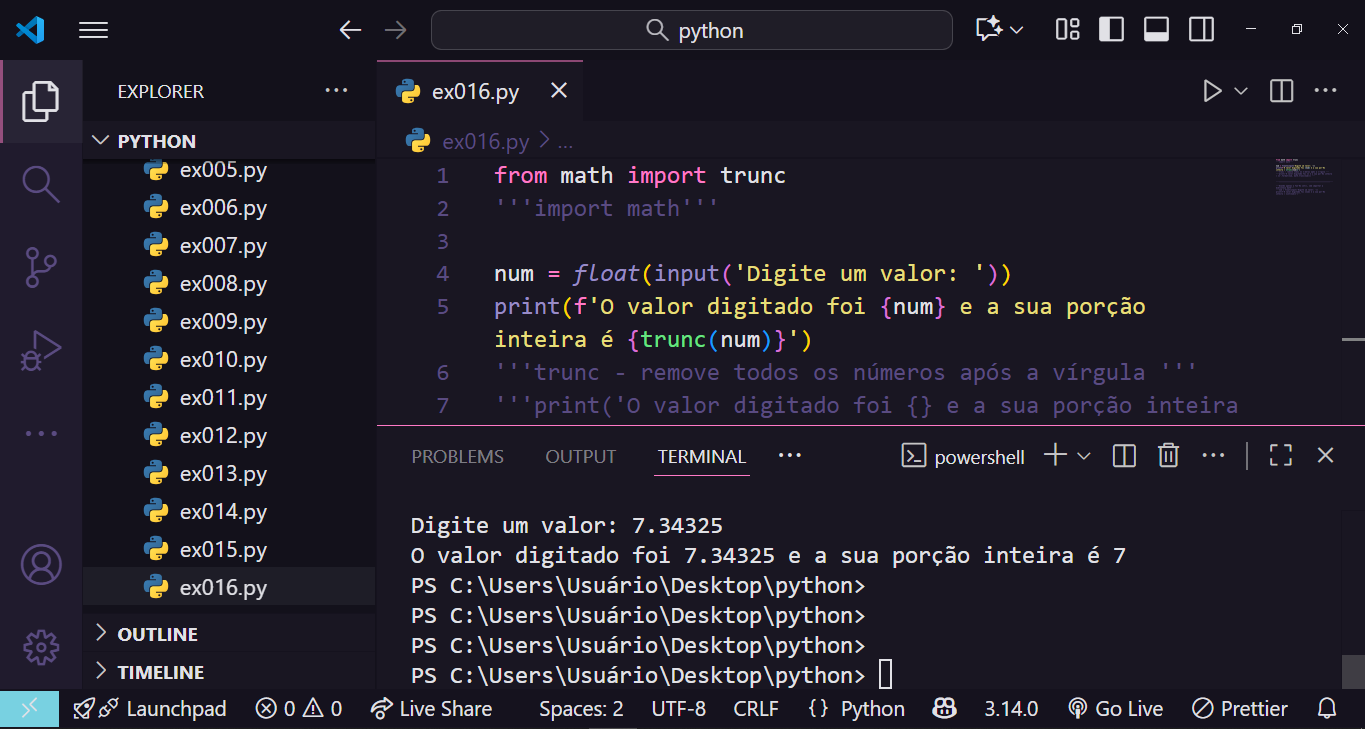 python
EXPLORER
PYTHON
ex005.py
ex006.py
ex007.py
ex008.py
ex009.py
ex010.py
ex011.py
ex012.py
ex013.py
ex014.py
ex015.py
ex016.py
OUTLINE
TIMELINE
ex016.py
ex016.py > ...
1 from math import trunc
2 '''import math'''
3
4 num = float(input('Digite um valor: '))
5 print(f'O valor digitado foi {num} e a sua porção
inteira é {trunc(num)}')
6 '''trunc - remove todos os números após a vírgula '''
7 '''print('O valor digitado foi {} e a sua porção inteira
PROBLEMS OUTPUT TERMINAL ... powershell
Digite um valor: 7.34325
O valor digitado foi 7.34325 e a sua porção inteira é 7
PS C:\Users\Usuário\Desktop\python>
PS C:\Users\Usuário\Desktop\python>
PS C:\Users\Usuário\Desktop\python>
PS C:\Users\Usuário\Desktop\python>
Launchpad 0 0 Live Share Spaces: 2 UTF-8 CRLF {} Python 3.14.0 Go Live Prettier